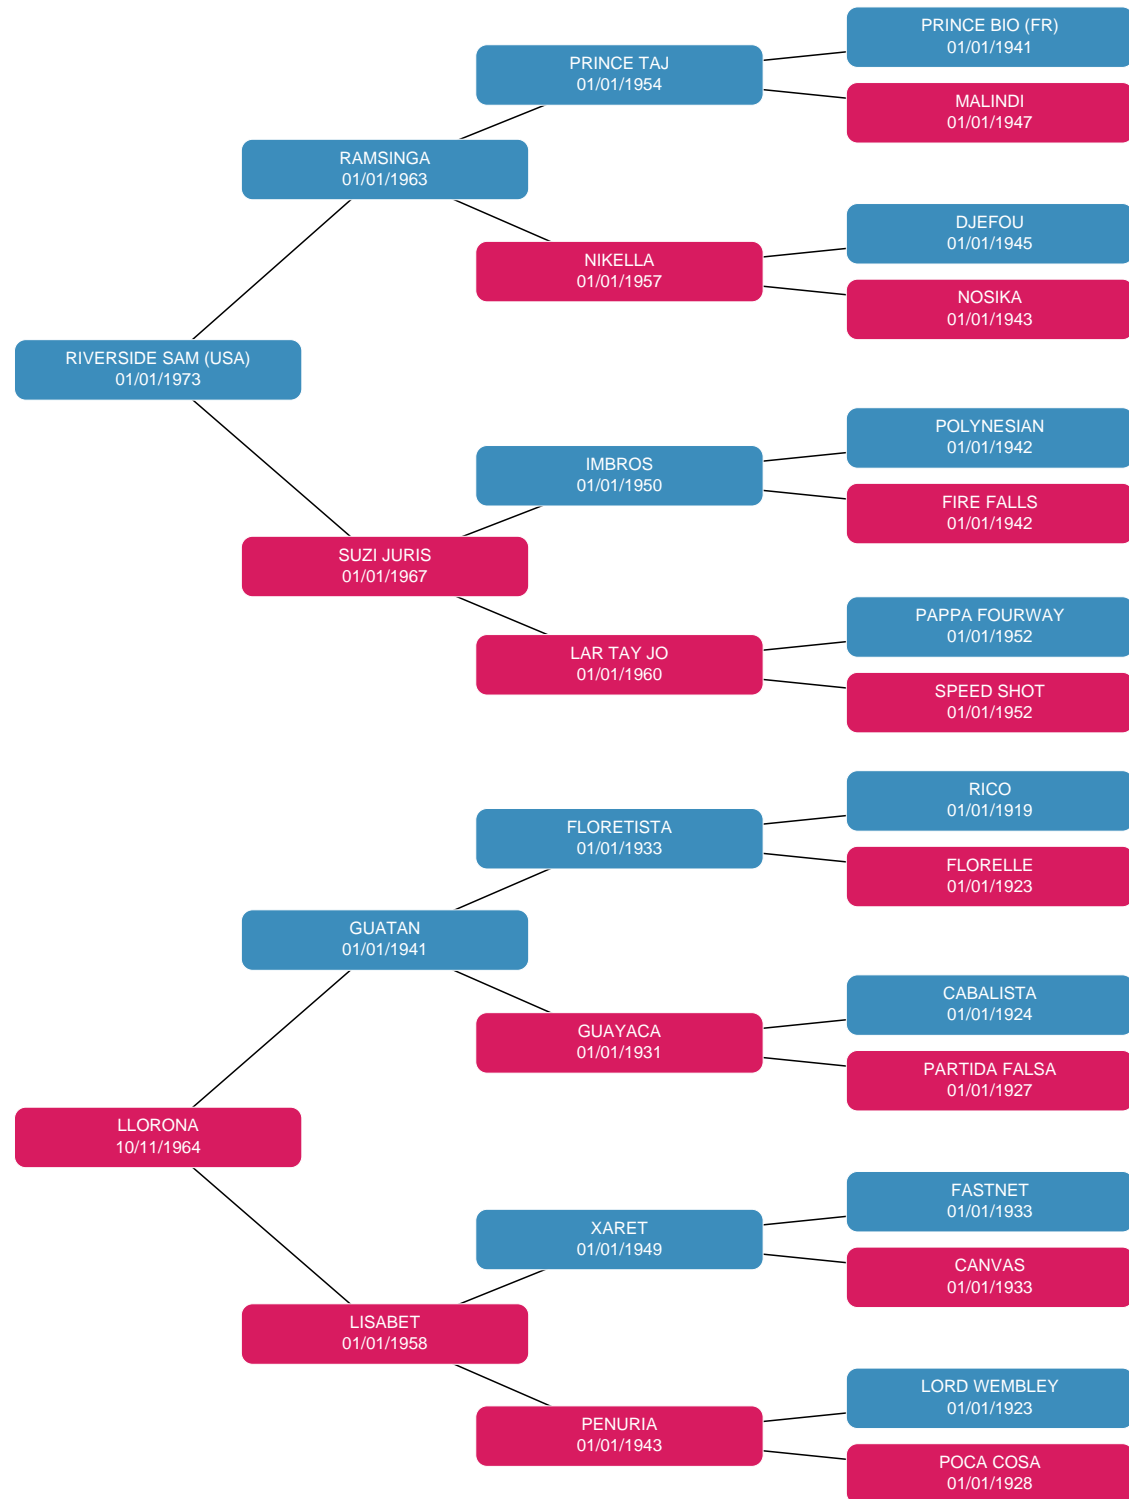 PRINCE BIO (FR)
01/01/1941
PRINCE TAJ
01/01/1954
MALINDI
01/01/1947
RAMSINGA
01/01/1963
DJEFOU
01/01/1945
NIKELLA
01/01/1957
NOSIKA
01/01/1943
RIVERSIDE SAM (USA)
01/01/1973
POLYNESIAN
01/01/1942
IMBROS
01/01/1950
FIRE FALLS
01/01/1942
SUZI JURIS
01/01/1967
PAPPA FOURWAY
01/01/1952
LAR TAY JO
01/01/1960
SPEED SHOT
01/01/1952
RICO
01/01/1919
FLORETISTA
01/01/1933
FLORELLE
01/01/1923
GUATAN
01/01/1941
CABALISTA
01/01/1924
GUAYACA
01/01/1931
PARTIDA FALSA
01/01/1927
LLORONA
10/11/1964
FASTNET
01/01/1933
XARET
01/01/1949
CANVAS
01/01/1933
LISABET
01/01/1958
LORD WEMBLEY
01/01/1923
PENURIA
01/01/1943
POCA COSA
01/01/1928